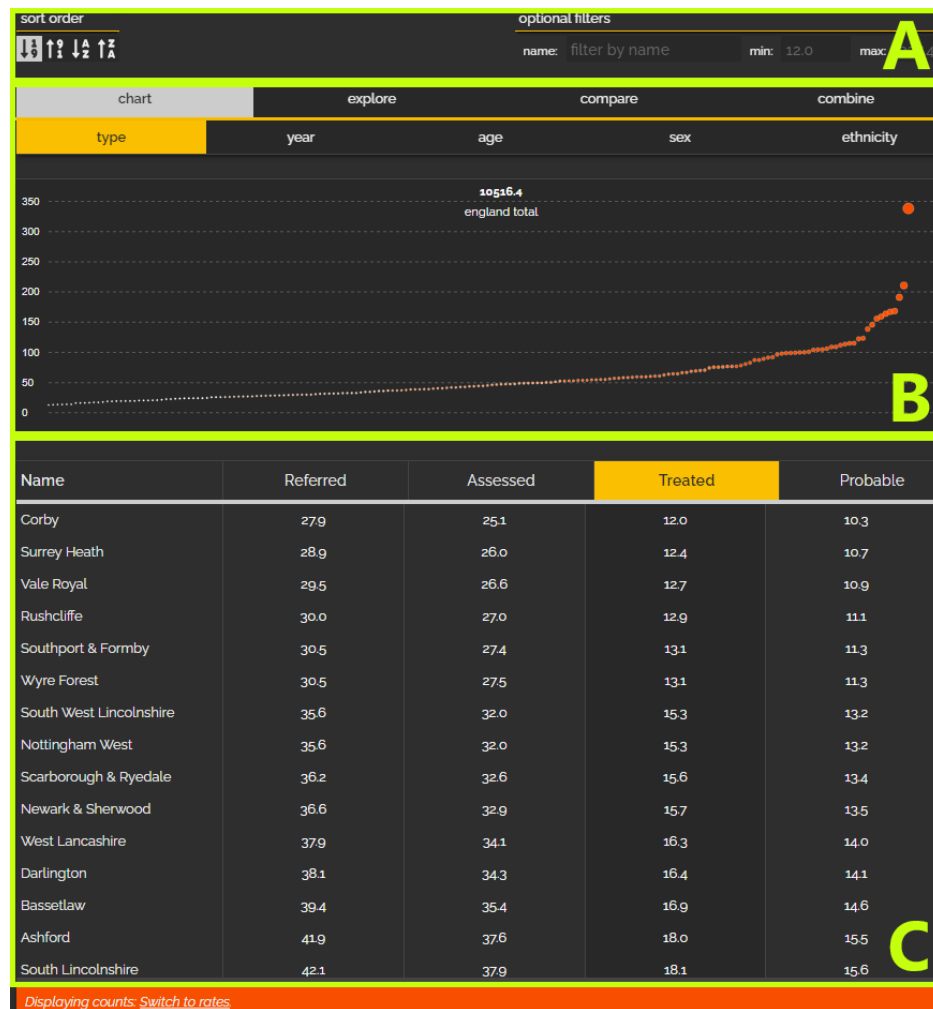 sort order optional filters
name: filter by name min: 12.0 max:
A
chart explore compare combine
type year age sex ethnicity
10516.4
england total
350
300
250
200
150
100
50
0
B
Name Referred Assessed Treated Probable
Corby 27.9 25.1 12.0 10.3
Surrey Heath 28.9 26.0 12.4 10.7
Vale Royal 29.5 26.6 12.7 10.9
Rushcliffe 30.0 27.0 12.9 11.1
Southport & Formby 30.5 27.4 13.1 11.3
Wyre Forest 30.5 27.5 13.1 11.3
South West Lincolnshire 35.6 32.0 15.3 13.2
Nottingham West 35.6 32.0 15.3 13.2
Scarborough & Ryedale 36.2 32.6 15.6 13.4
Newark & Sherwood 36.6 32.9 15.7 13.5
West Lancashire 37.9 34.1 16.3 14.0
Darlington 38.1 34.3 16.4 14.1
Bassetlaw 39.4 35.4 16.9 14.6
Ashford 41.9 37.6 18.0 15.5
South Lincolnshire 42.1 37.9 18.1 15.6
C
Displaying counts: Switch to rates.